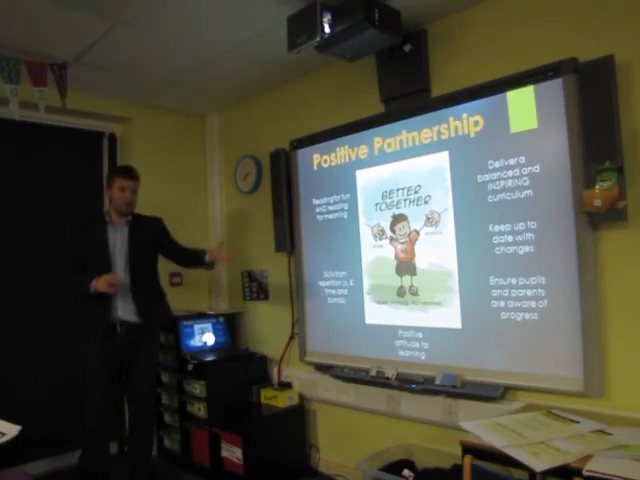 Positive Partnership
Reading for fun
AND reading
for meaning
BETTER
TOGETHER
Deliver a
balanced and
INSPIRING
curriculum
Keep up to
date with
changes
Skills from
repetition (x, ÷,
time and
bonds)
Ensure pupils
and parents
are aware of
progress
Positive
attitude to
learning